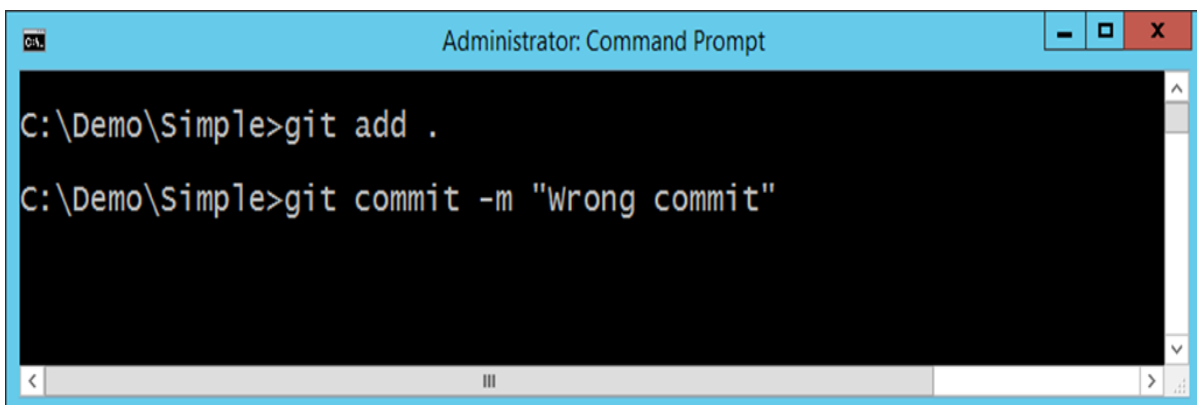 Administrator: Command Prompt
C:\Demo\Simple>git add .
C:\Demo\Simple>git commit -m "Wrong commit"